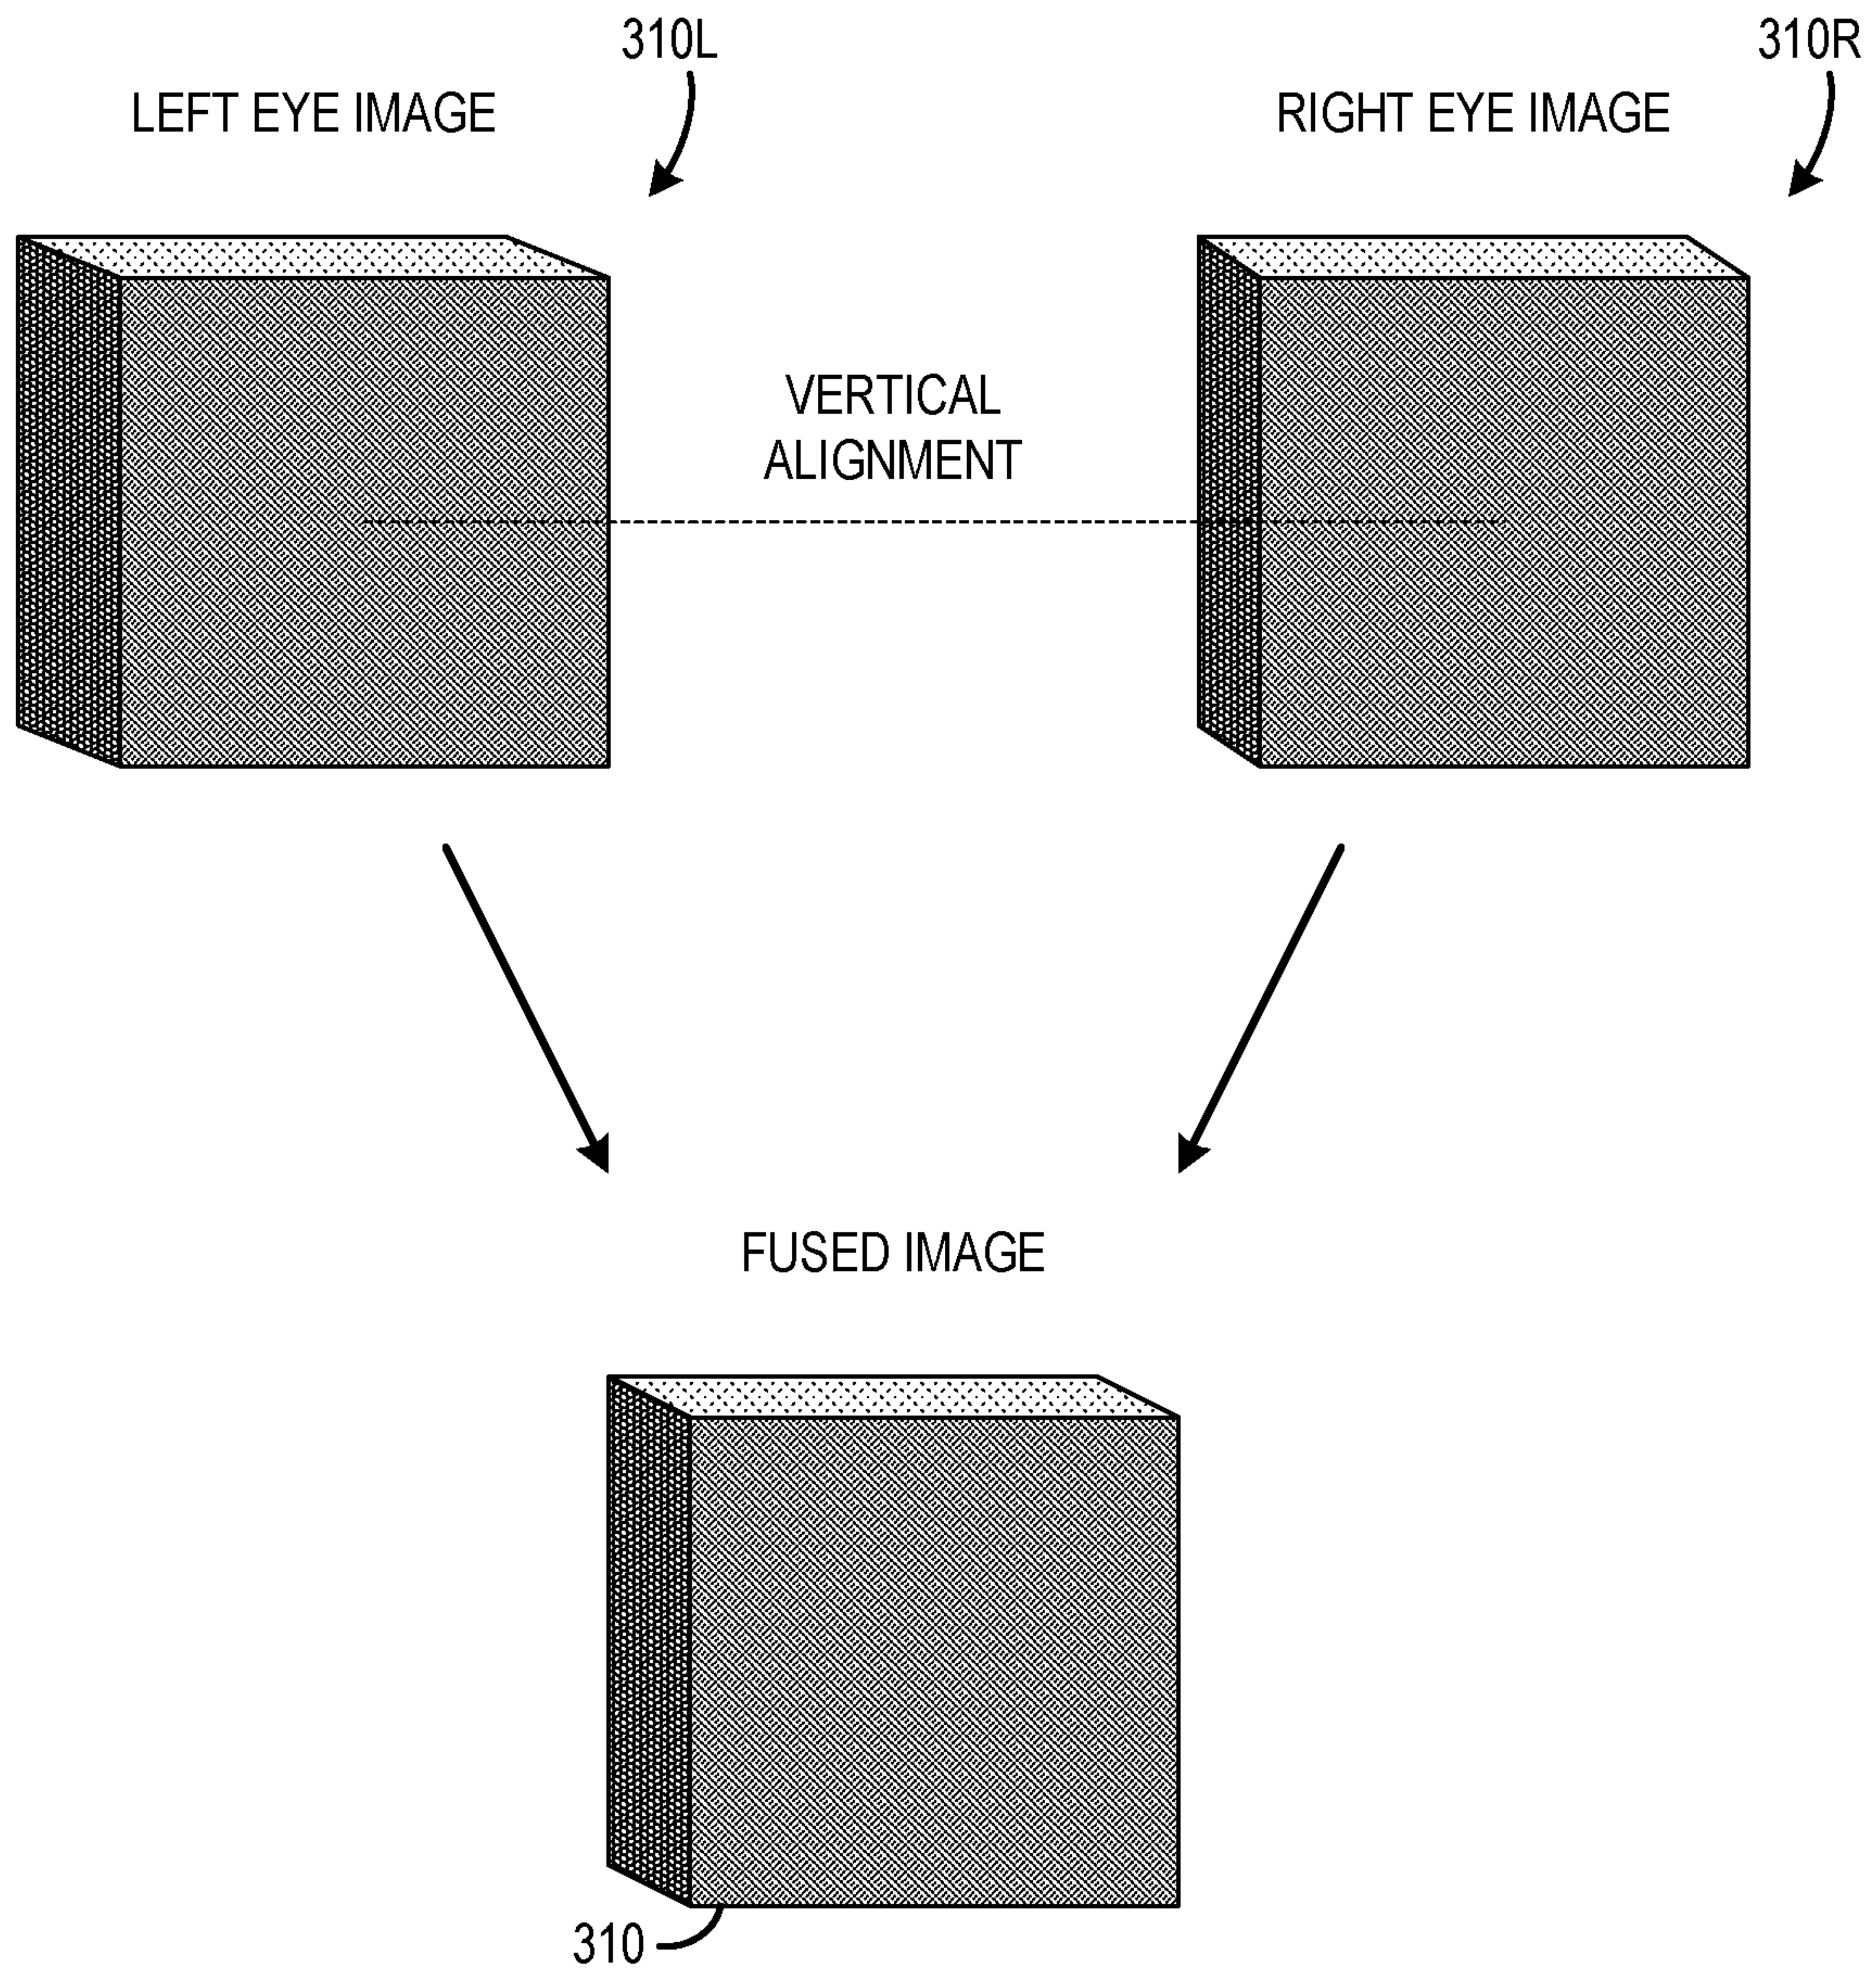 310L
310R
LEFT EYE IMAGE
RIGHT EYE IMAGE
VERTICAL
ALIGNMENT
FUSED IMAGE
310